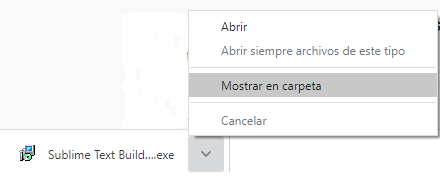 Abrir
Abrir siempre archivos de este tipo
Mostrar en carpeta
Cancelar
Sublime Text Build....exe